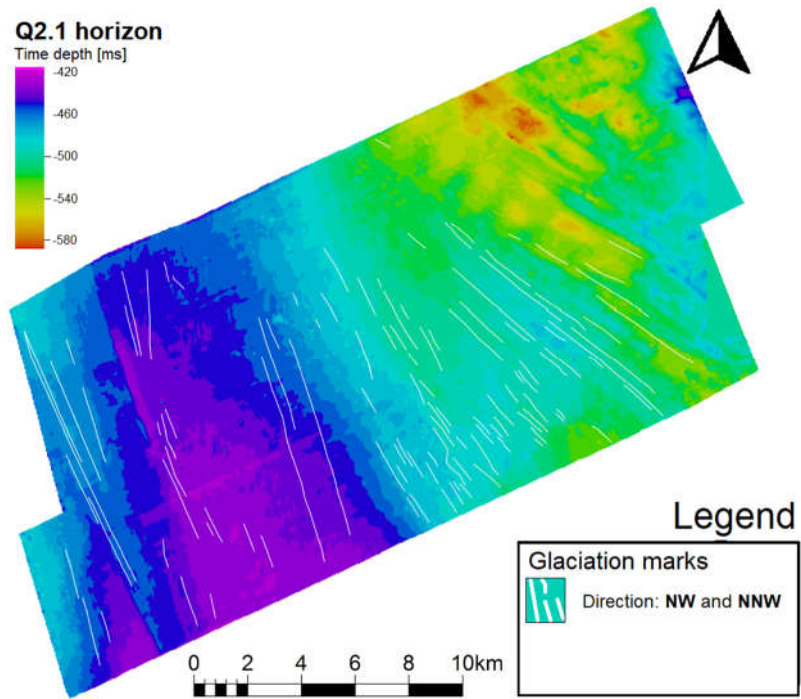 Q2.1 horizon
Time depth [ms]
-420
-460
-500
-540
-580
Legend
Glaciation marks
Direction: NW and NNW
0 2 4 6 8 10km